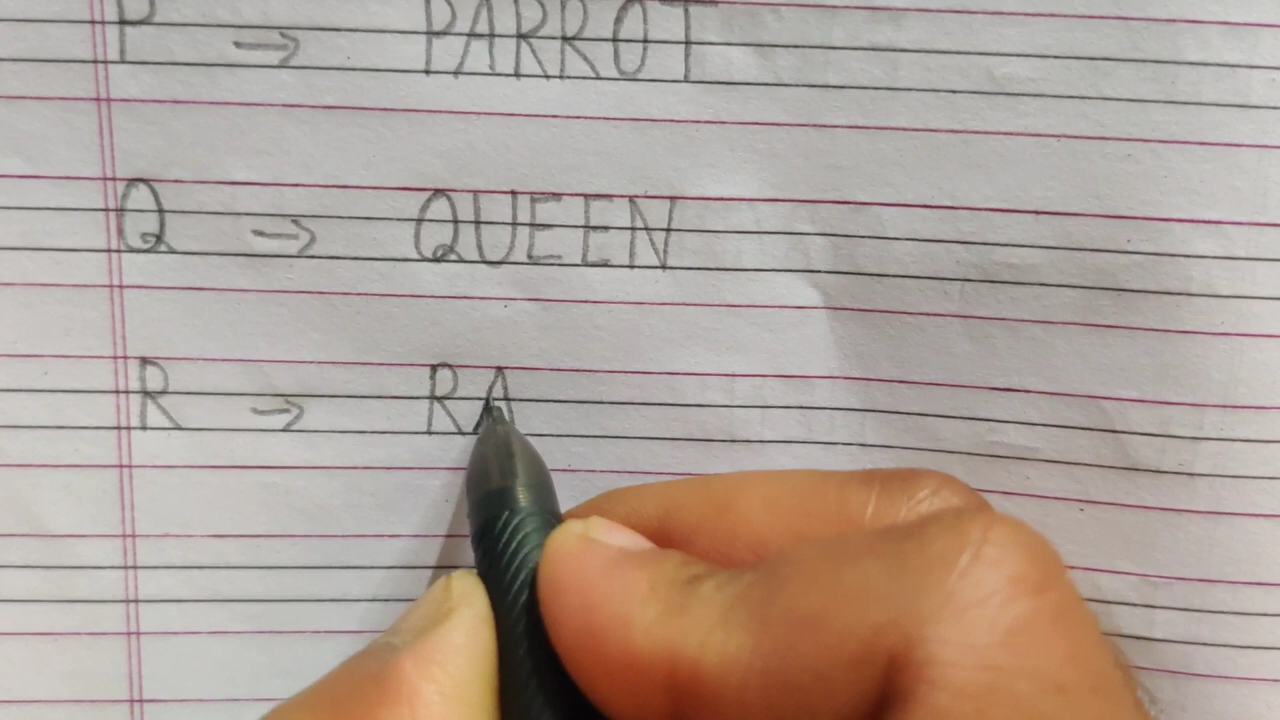 P → PARROT
Q → QUEEN
R → RA